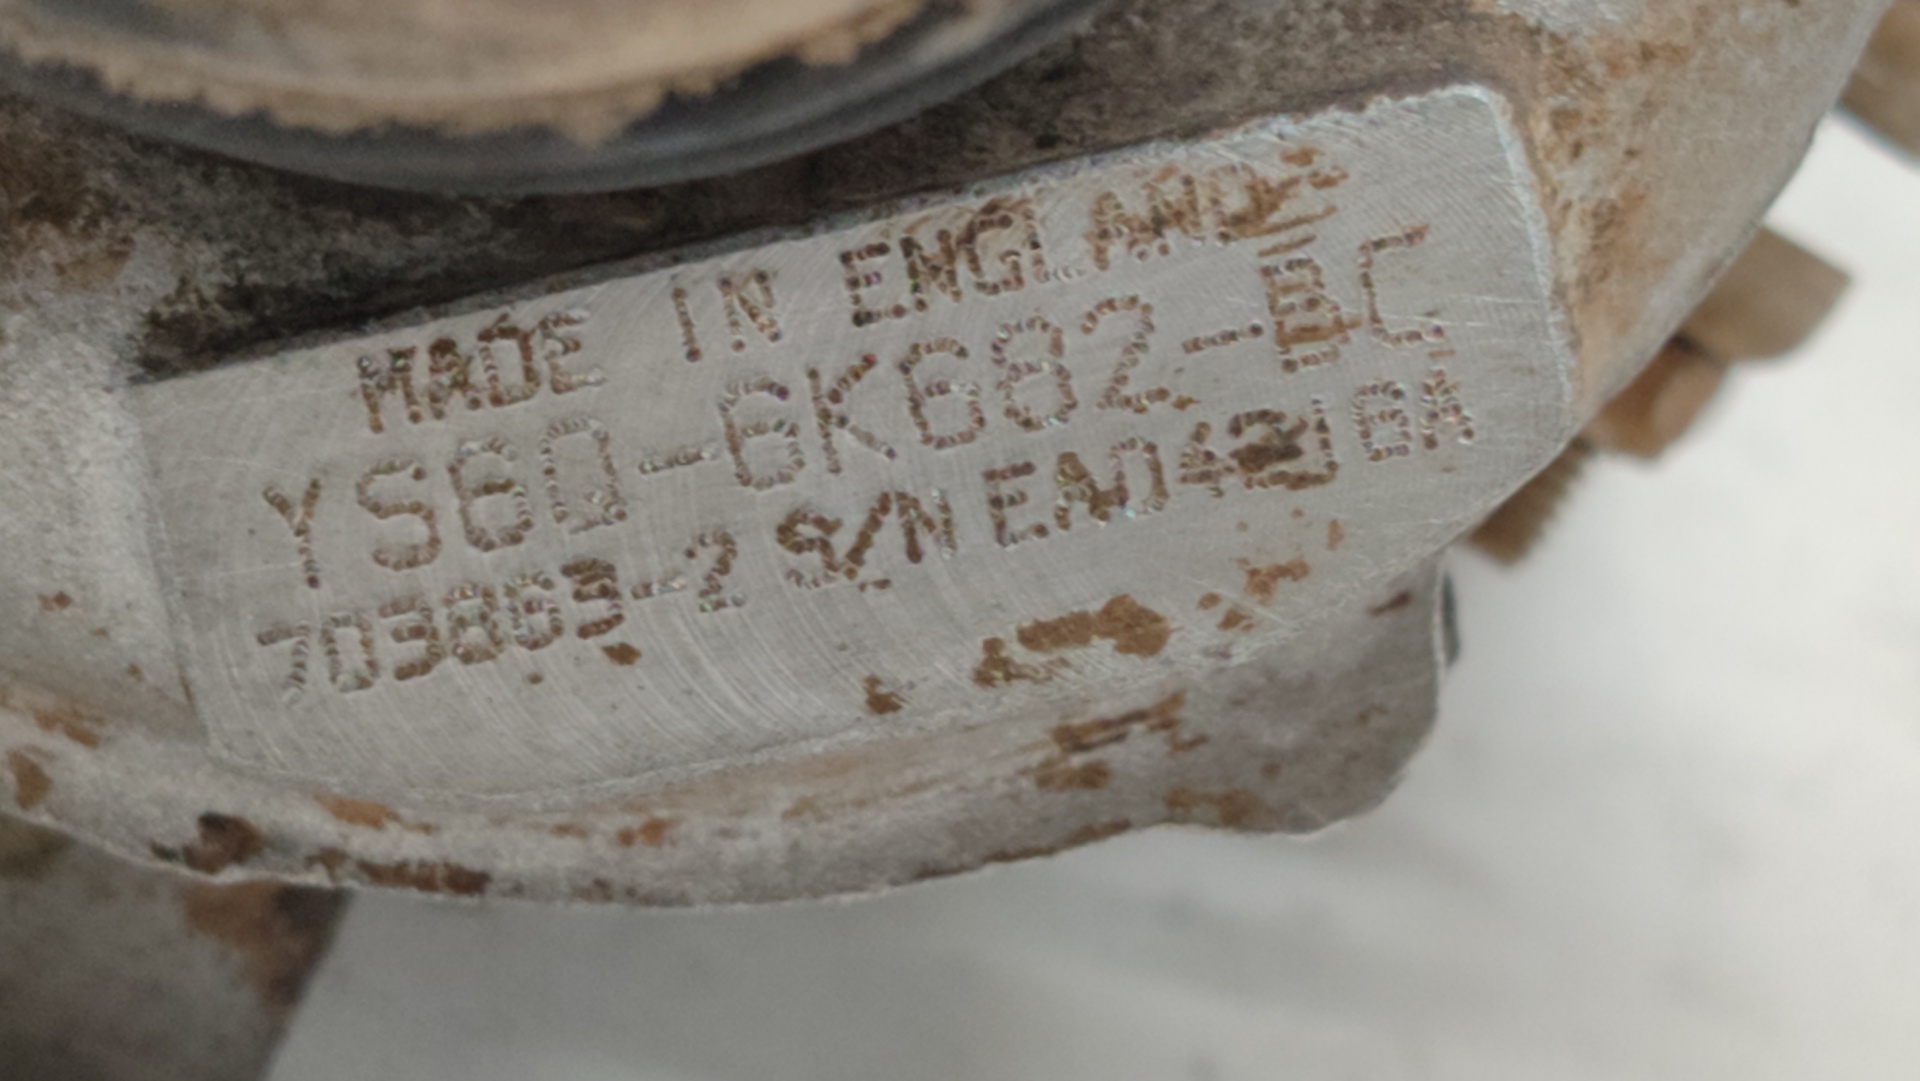 MADE IN ENGLAND
YS6Q-6K682-BC
703863-2 S/N